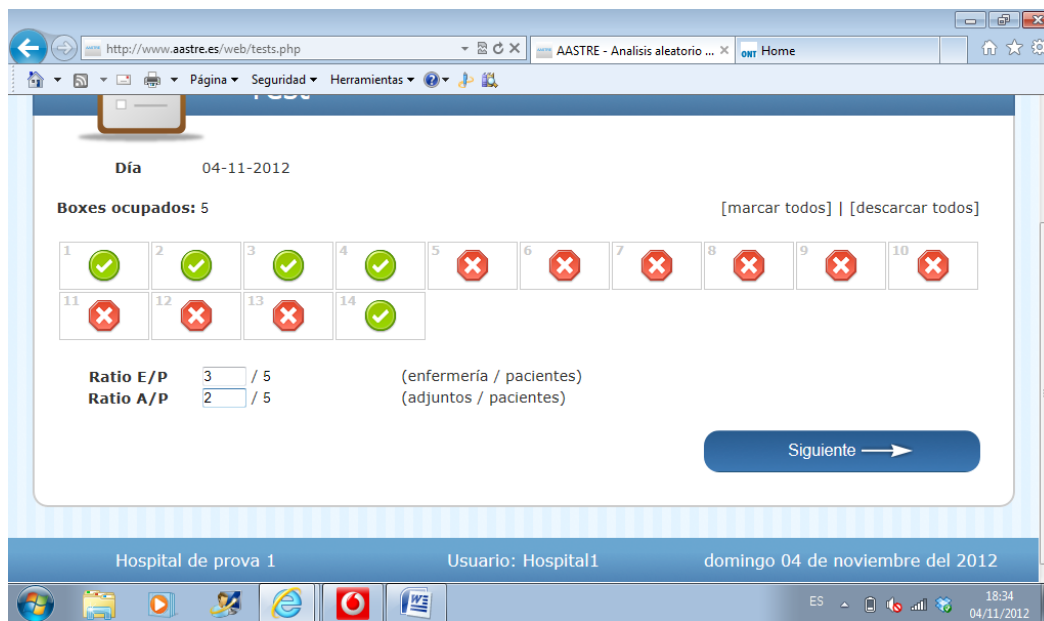 http://www.aastre.es/web/tests.php
AASTRE - Analisis aleatorio ...
ONT Home
Página Seguridad Herramientas
Día 04-11-2012
Boxes ocupados: 5 [marcar todos] | [descarcar todos]
1 2 3 4 5 6 7 8 9 10
11 12 13 14
Ratio E/P 3 / 5 (enfermería / pacientes)
Ratio A/P 2 / 5 (adjuntos / pacientes)
Siguiente
Hospital de prova 1 Usuario: Hospital1 domingo 04 de noviembre del 2012
ES 18:34
04/11/2012